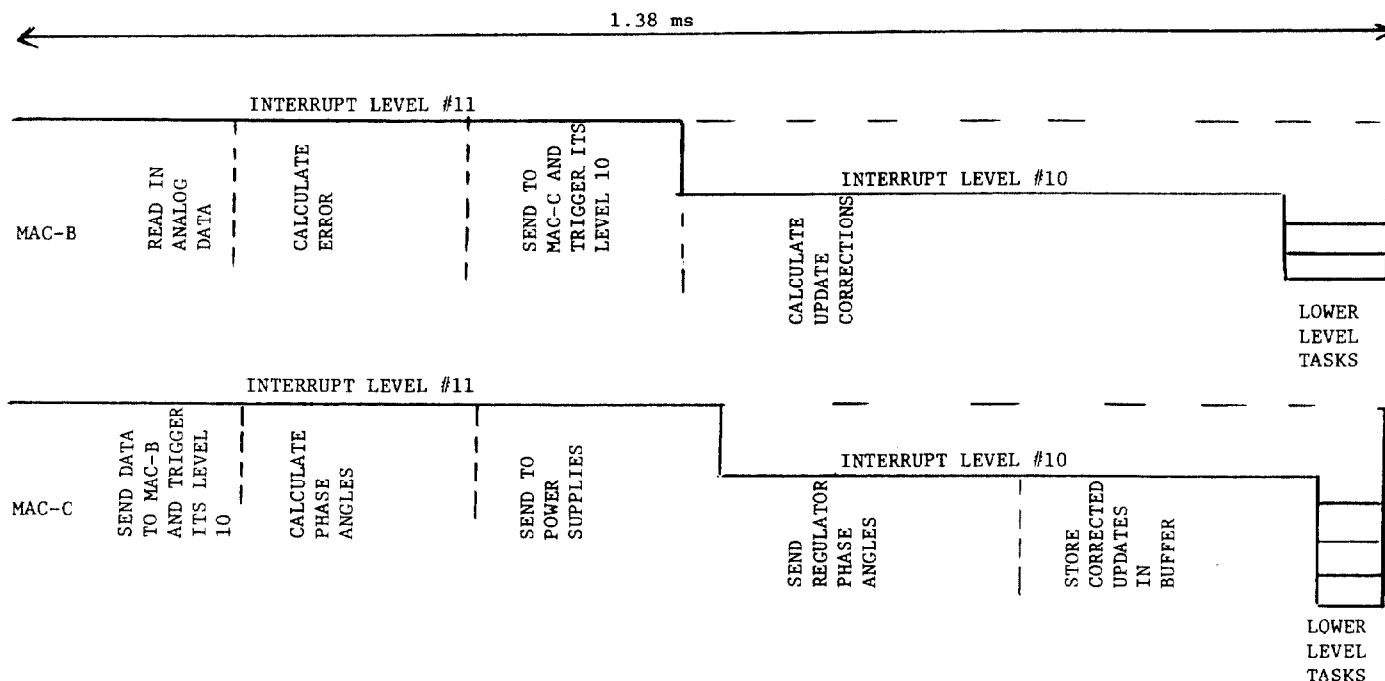 1.38 ms
INTERRUPT LEVEL #11
MAC-B
READ IN
ANALOG
DATA
CALCULATE
ERROR
SEND TO
MAC-C AND
TRIGGER ITS
LEVEL 10
INTERRUPT LEVEL #10
CALCULATE
UPDATE
CORRECTIONS
LOWER
LEVEL
TASKS
INTERRUPT LEVEL #11
MAC-C
SEND DATA
TO MAC-B
AND TRIGGER
ITS LEVEL
10
CALCULATE
PHASE
ANGLES
SEND TO
POWER
SUPPLIES
INTERRUPT LEVEL #10
SEND
REGULATOR
PHASE
ANGLES
STORE
CORRECTED
UPDATES
IN
BUFFER
LOWER
LEVEL
TASKS